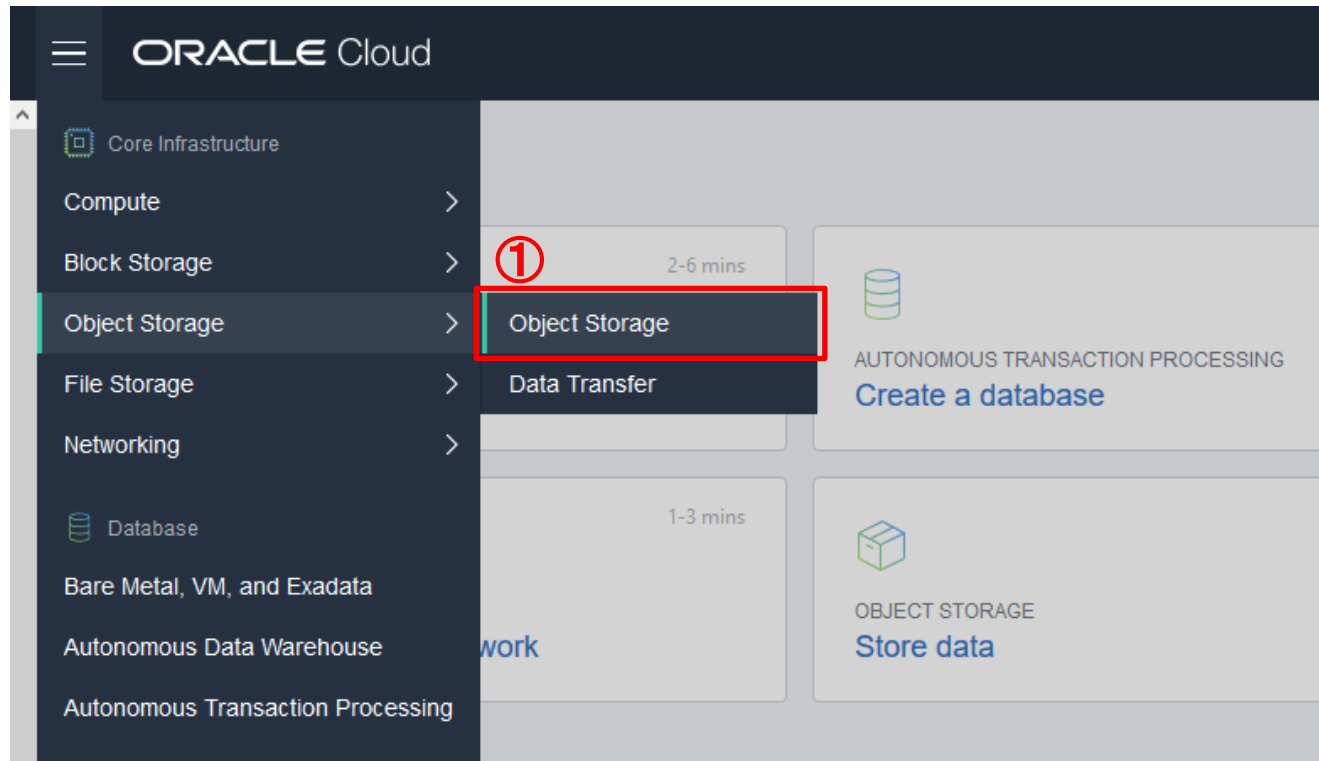 ORACLE Cloud
Core Infrastructure
Compute
Block Storage
Object Storage
File Storage
Networking
Database
Bare Metal, VM, and Exadata
Autonomous Data Warehouse
Autonomous Transaction Processing
①
Object Storage
Data Transfer
2-6 mins
AUTONOMOUS TRANSACTION PROCESSING
Create a database
1-3 mins
work
OBJECT STORAGE
Store data